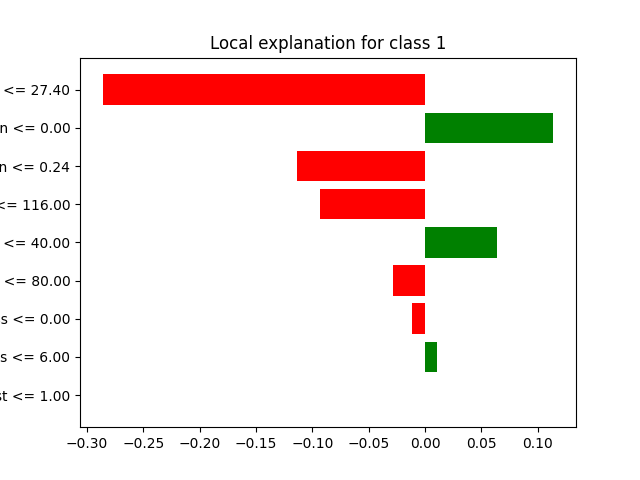 Local explanation for class 1
<= 27.40
n <= 0.00
n <= 0.24
<= 116.00
<= 40.00
<= 80.00
s <= 0.00
s <= 6.00
st <= 1.00
−0.30 −0.25 −0.20 −0.15 −0.10 −0.05 0.00 0.05 0.10